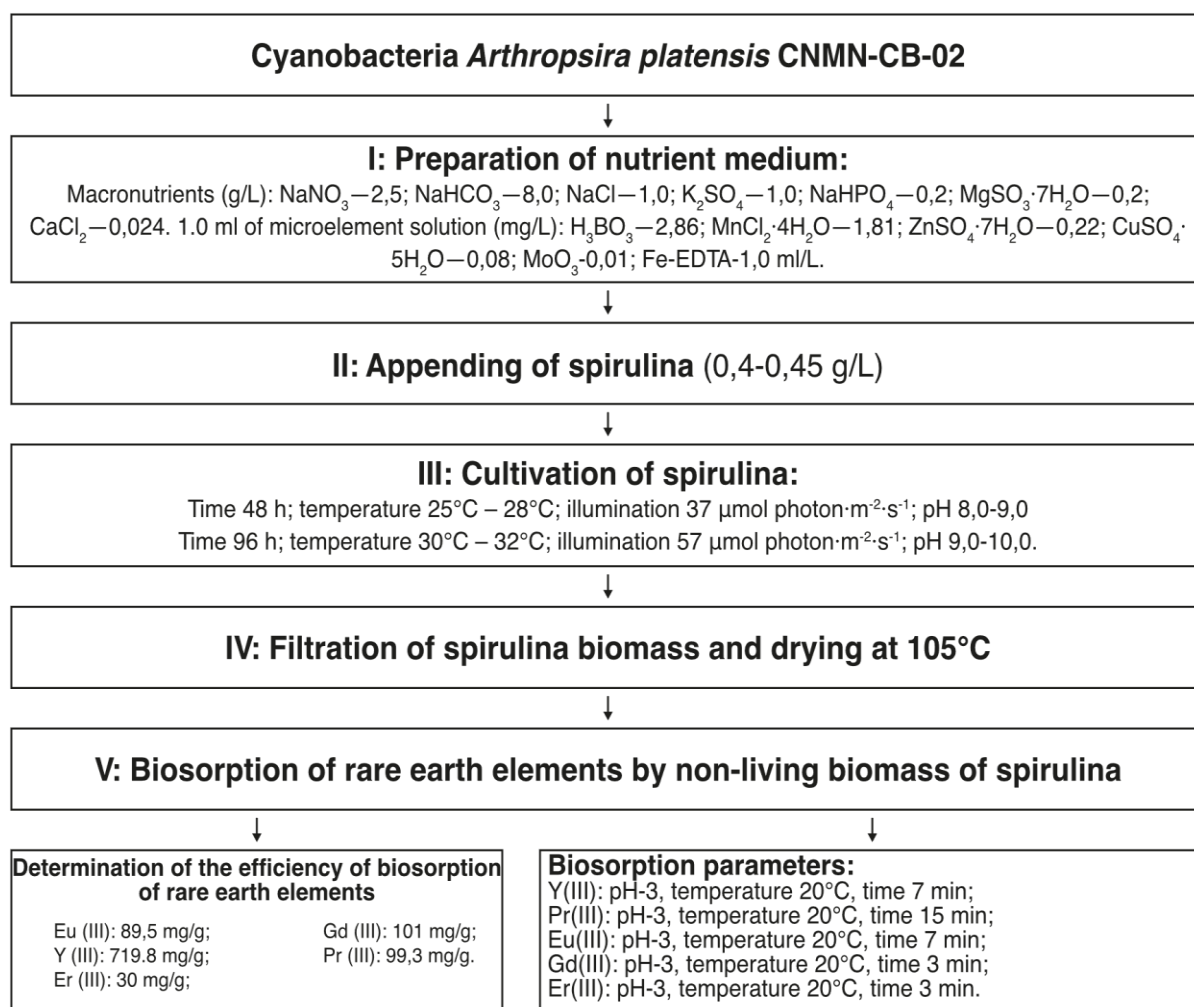 Cyanobacteria Arthropsira platensis CNMN-CB-02
I: Preparation of nutrient medium:
Macronutrients (g/L): NaNO₃—2,5; NaHCO₃—8,0; NaCl—1,0; K₂SO₄—1,0; NaHPO₄—0,2; MgSO₃·7H₂O—0,2;
CaCl₂—0,024. 1.0 ml of microelement solution (mg/L): H₃BO₃—2,86; MnCl₂·4H₂O—1,81; ZnSO₄·7H₂O—0,22; CuSO₄·
5H₂O—0,08; MoO₃-0,01; Fe-EDTA-1,0 ml/L.
II: Appending of spirulina (0,4-0,45 g/L)
III: Cultivation of spirulina:
Time 48 h; temperature 25°C – 28°C; illumination 37 µmol photon·m⁻²·s⁻¹; pH 8,0-9,0
Time 96 h; temperature 30°C – 32°C; illumination 57 µmol photon·m⁻²·s⁻¹; pH 9,0-10,0.
IV: Filtration of spirulina biomass and drying at 105°C
V: Biosorption of rare earth elements by non-living biomass of spirulina
Determination of the efficiency of biosorption
of rare earth elements
Eu (III): 89,5 mg/g;
Y (III): 719.8 mg/g;
Er (III): 30 mg/g;
Gd (III): 101 mg/g;
Pr (III): 99,3 mg/g.
Biosorption parameters:
Y(III): pH-3, temperature 20°C, time 7 min;
Pr(III): pH-3, temperature 20°C, time 15 min;
Eu(III): pH-3, temperature 20°C, time 7 min;
Gd(III): pH-3, temperature 20°C, time 3 min;
Er(III): pH-3, temperature 20°C, time 3 min.